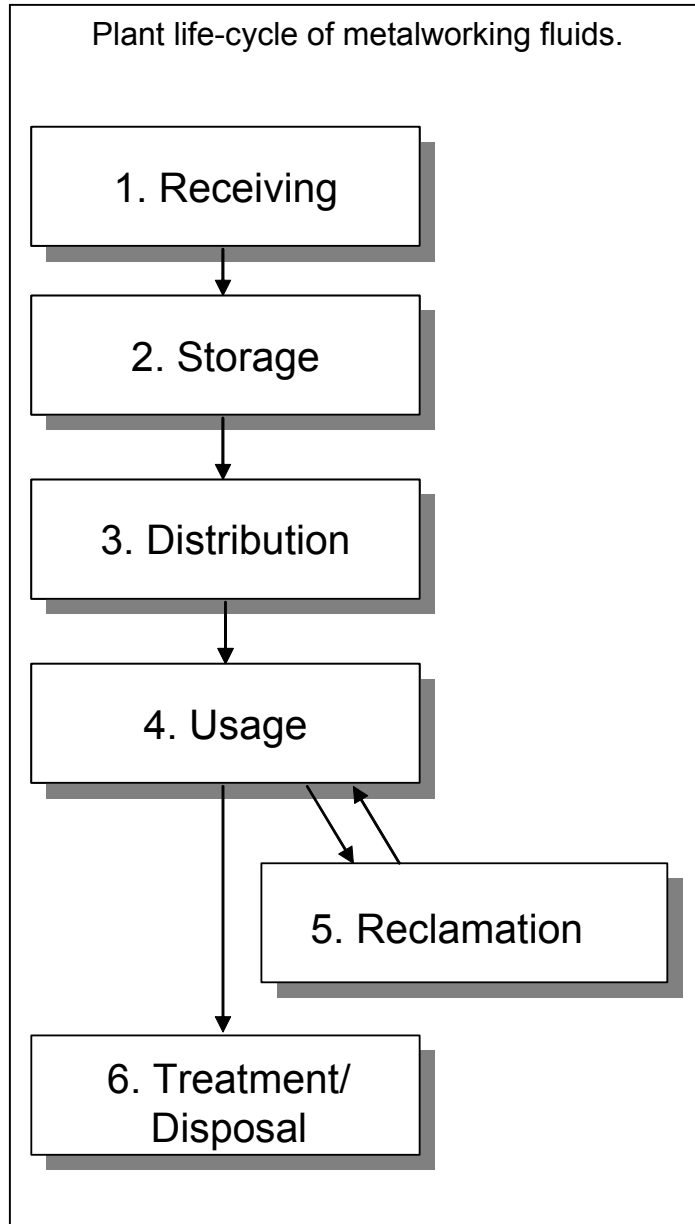 Plant life-cycle of metalworking fluids.
1. Receiving
2. Storage
3. Distribution
4. Usage
5. Reclamation
6. Treatment/
Disposal